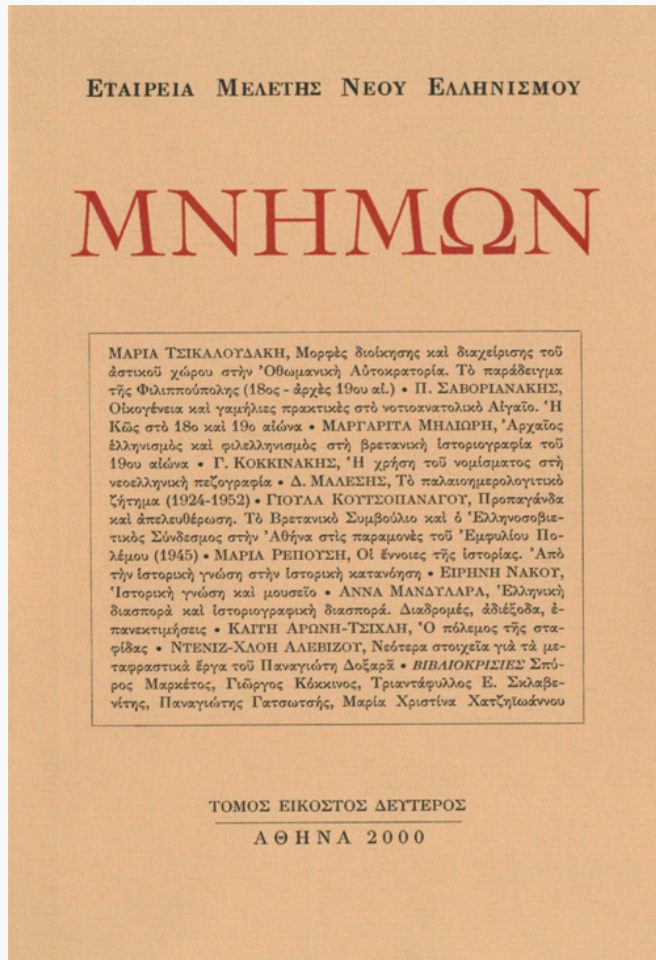 ΕΤΑΙΡΕΙΑ ΜΕΛΕΤΗΣ ΝΕΟΥ ΕΛΛΗΝΙΣΜΟΥ
ΜΝΗΜΩΝ
ΜΑΡΙΑ ΤΣΙΚΑΛΟΥΔΑΚΗ, Μορφὲς διοίκησης καὶ διαχείρισης τοῦ
ἀστικοῦ χώρου στὴν Ὀθωμανικὴ Αὐτοκρατορία. Τὸ παράδειγμα
τῆς Φιλιππούπολης (18ος - ἀρχὲς 19ου αἰ.) • Π. ΣΑΒΟΡΙΑΝΑΚΗΣ,
Οἰκογένεια καὶ γαμήλιες πρακτικὲς στὸ νοτιοανατολικὸ Αἰγαῖο. Ἡ
Κῶς στὸ 18ο καὶ 19ο αἰώνα • ΜΑΡΓΑΡΙΤΑ ΜΗΛΙΩΡΗ, Ἀρχαῖος
ἑλληνισμὸς καὶ φιλελληνισμὸς στὴ βρετανικὴ ἱστοριογραφία τοῦ
19ου αἰώνα • Γ. ΚΟΚΚΙΝΑΚΗΣ, Ἡ χρήση τοῦ νομίσματος στὴ
νεοελληνικὴ πεζογραφία • Δ. ΜΑΛΕΣΗΣ, Τὸ παλαιοημερολογιτικὸ
ζήτημα (1924-1952) • ΓΙΟΥΛΑ ΚΟΥΤΣΟΠΑΝΑΓΟΥ, Προπαγάνδα
καὶ ἀπελευθέρωση. Τὸ Βρετανικὸ Συμβούλιο καὶ ὁ Ἑλληνοσοβιε-
τικὸς Σύνδεσμος στὴν Ἀθήνα στὶς παραμονὲς τοῦ Ἐμφυλίου Πο-
λέμου (1945) • ΜΑΡΙΑ ΡΕΠΟΥΣΗ, Οἱ ἔννοιες τῆς ἱστορίας. Ἀπὸ
τὴν ἱστορικὴ γνώση στὴν ἱστορικὴ κατανόηση • ΕΙΡΗΝΗ ΝΑΚΟΥ,
Ἱστορικὴ γνώση καὶ μουσεῖο • ΑΝΝΑ ΜΑΝΔΥΛΑΡΑ, Ἑλληνικὴ
διασπορὰ καὶ ἱστοριογραφικὴ διασπορά. Διαδρομές, ἀδιέξοδα, ἐ-
πανεκτιμήσεις • ΚΑΙΤΗ ΑΡΩΝΗ-ΤΣΙΧΛΗ, Ὁ πόλεμος τῆς στα-
φίδας • ΝΤΕΝΙΖ-ΧΛΟΗ ΑΛΕΒΙΖΟΥ, Νεότερα στοιχεῖα γιὰ τὰ με-
ταφραστικὰ ἔργα τοῦ Παναγιώτη Δοξαρᾶ • ΒΙΒΛΙΟΚΡΙΣΙΕΣ Σπύ-
ρος Μαρκέτος, Γιῶργος Κόκκινος, Τριαντάφυλλος Ε. Σκλαβε-
νίτης, Παναγιώτης Γατσωτσής, Μαρία Χριστίνα Χατζηϊωάννου
ΤΟΜΟΣ ΕΙΚΟΣΤΟΣ ΔΕΥΤΕΡΟΣ
ΑΘΗΝΑ 2000